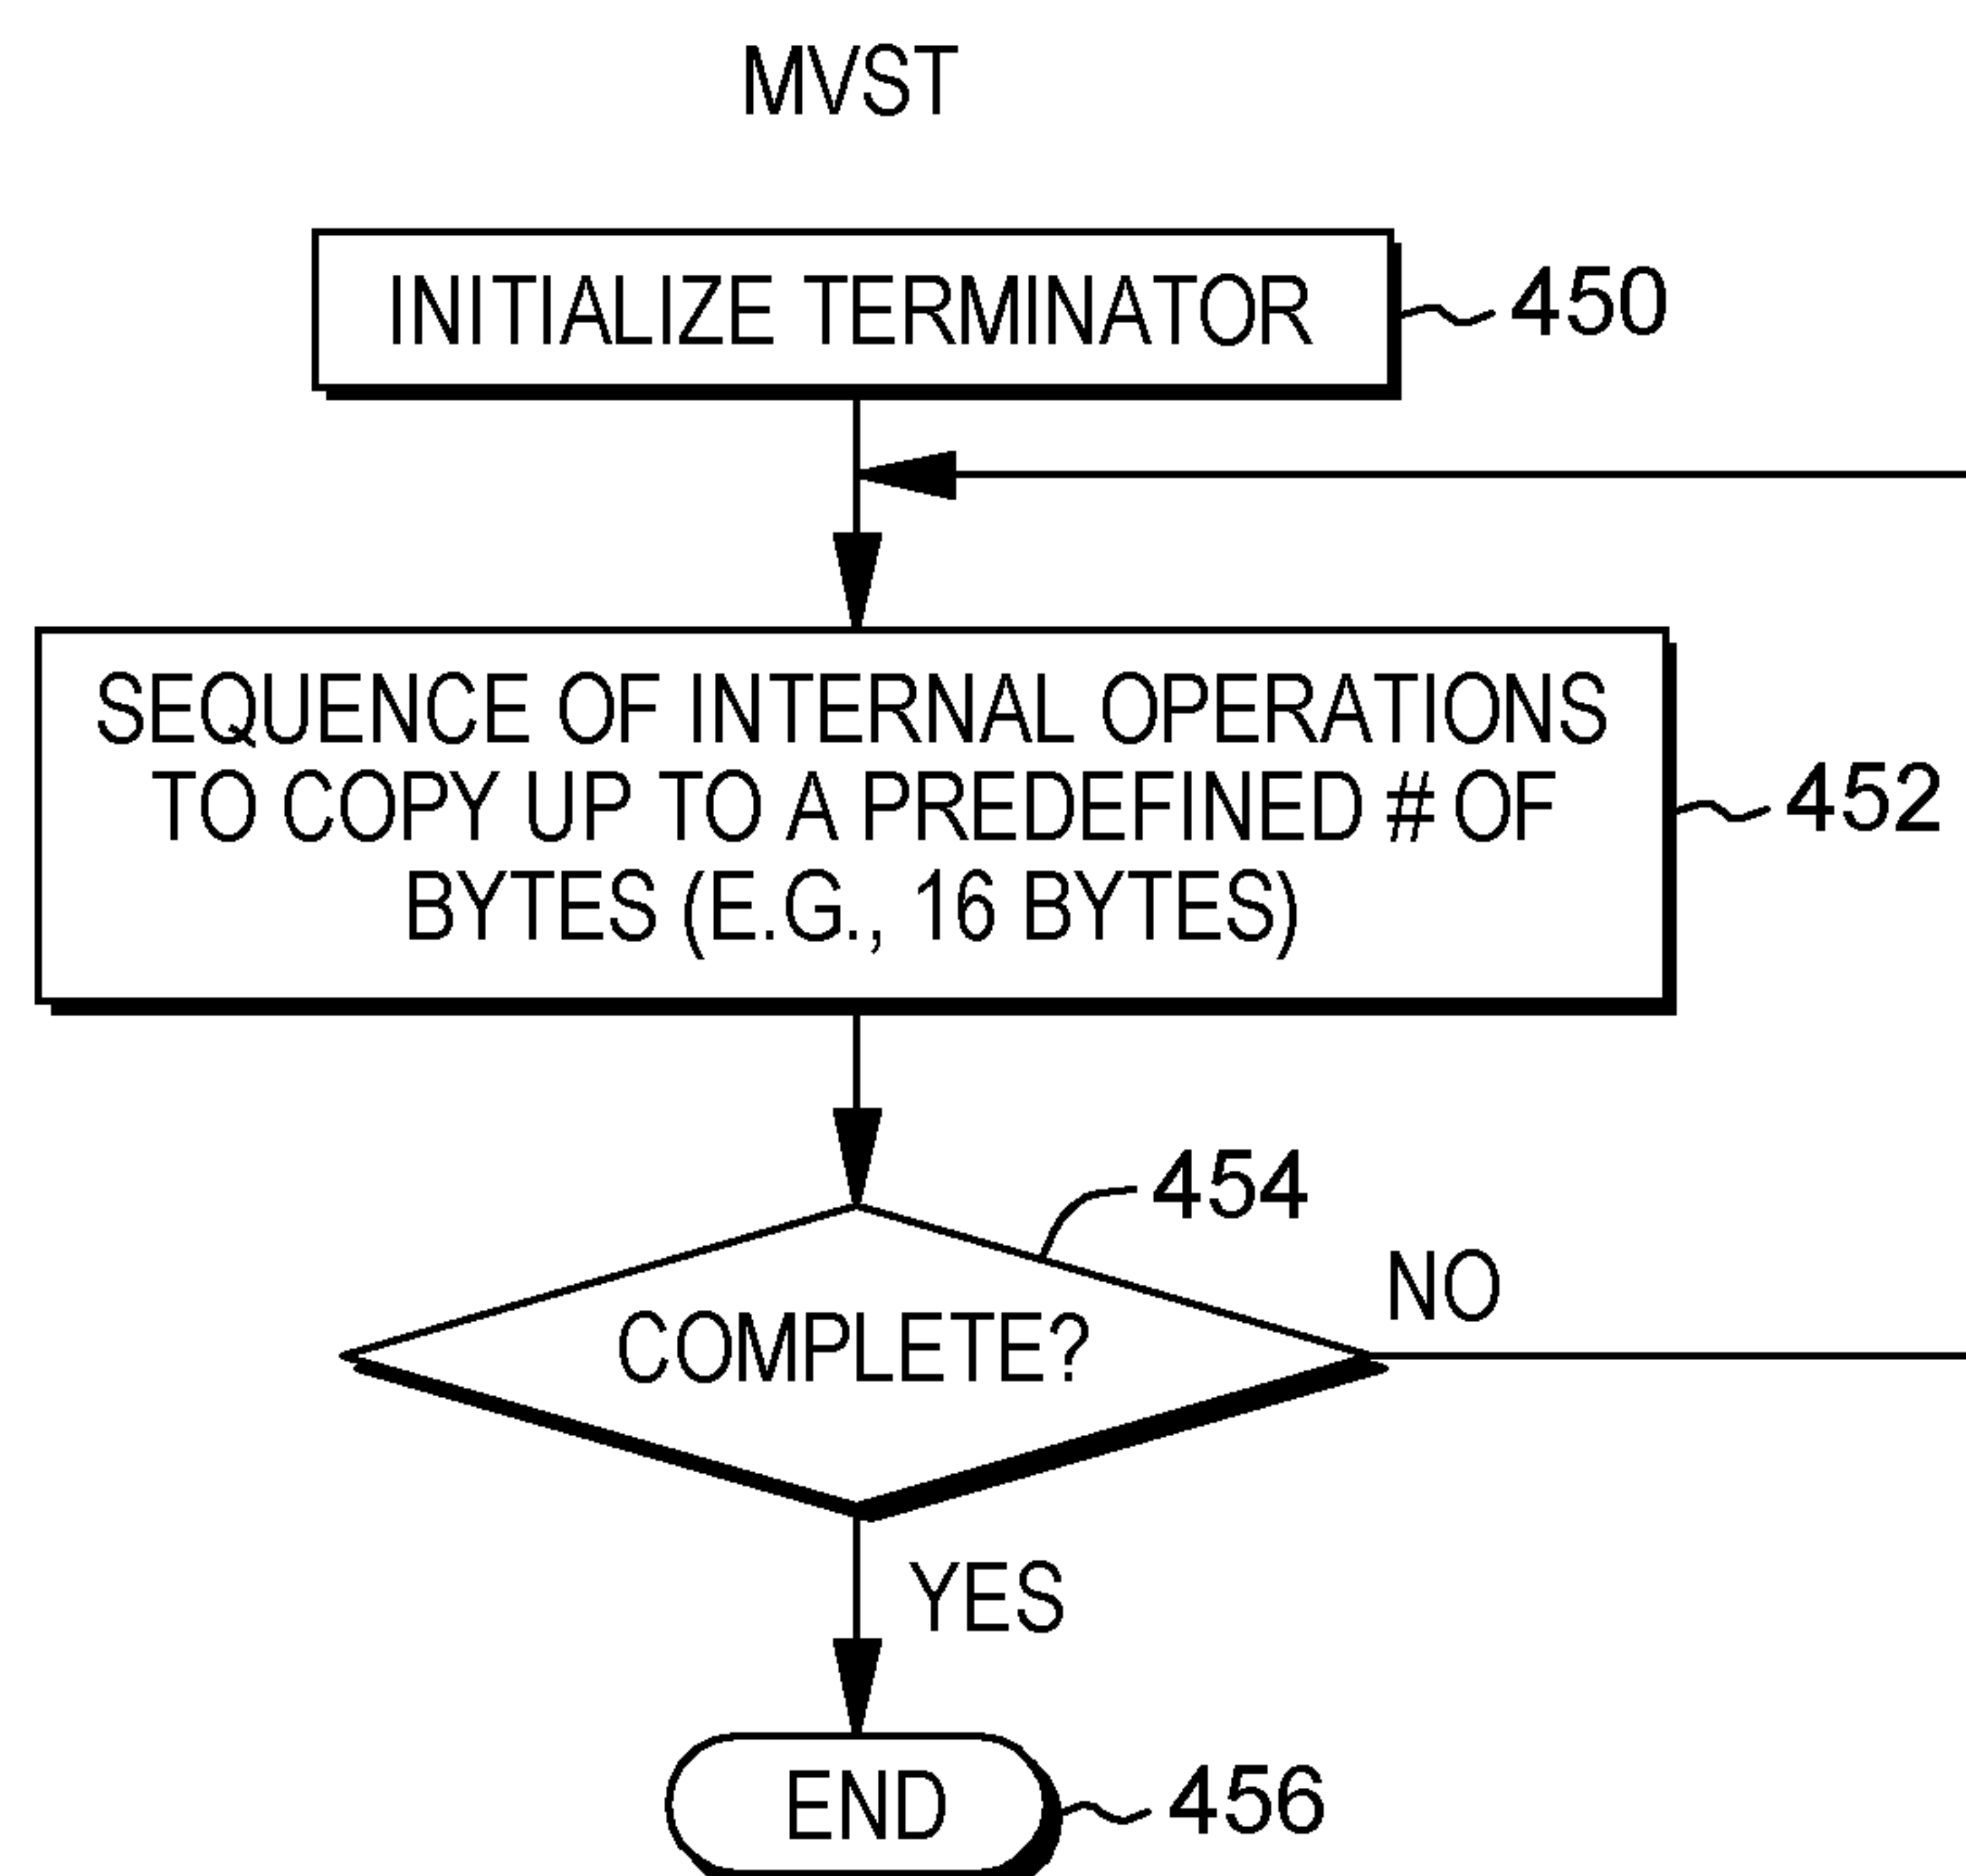 MVST
INITIALIZE TERMINATOR
450
SEQUENCE OF INTERNAL OPERATIONS
TO COPY UP TO A PREDEFINED # OF
BYTES (E.G., 16 BYTES)
452
454
COMPLETE?
NO
YES
END
456